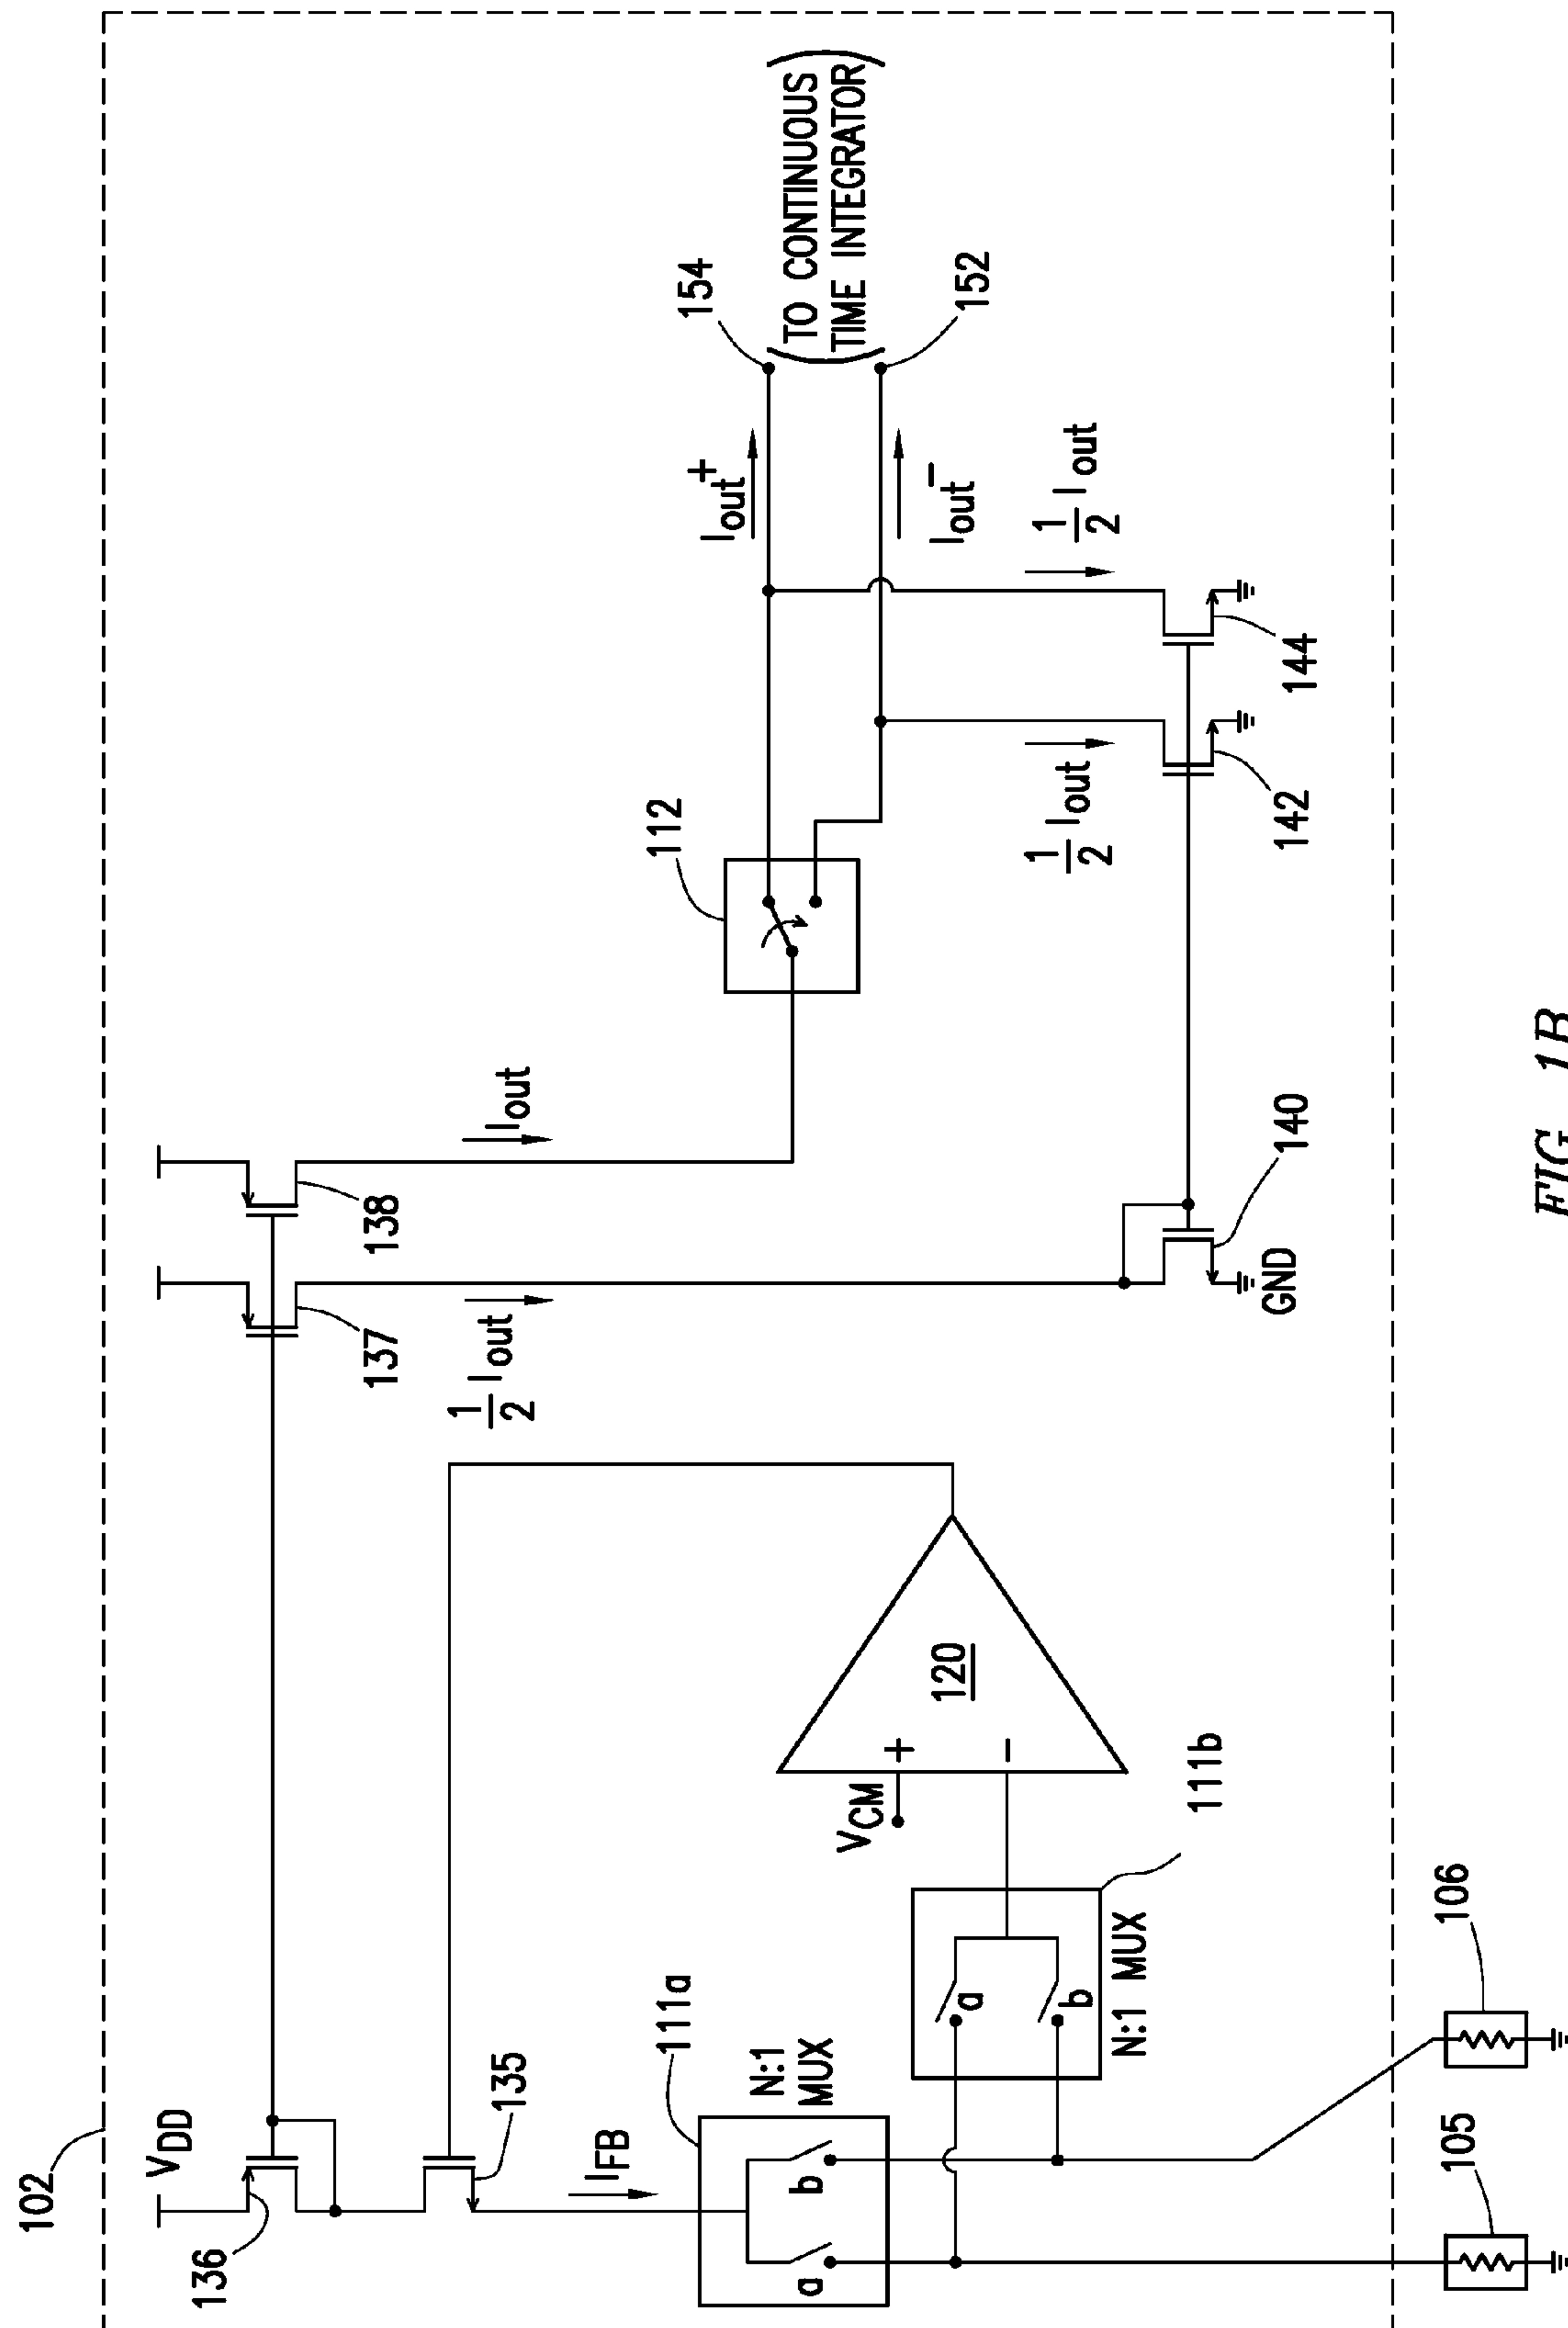 102
V_DD
136
135
I_FB
111a
N:1
MUX
a
b
111b
N:1 MUX
a
b
V_CM
+
−
120
105
106
137
138
1/2 I_out
I_out
140
GND
112
142
144
1/2 I_out
1/2 I_out
I_out+
I_out−
154
152
(TO CONTINUOUS
TIME INTEGRATOR)
FIG. 1B